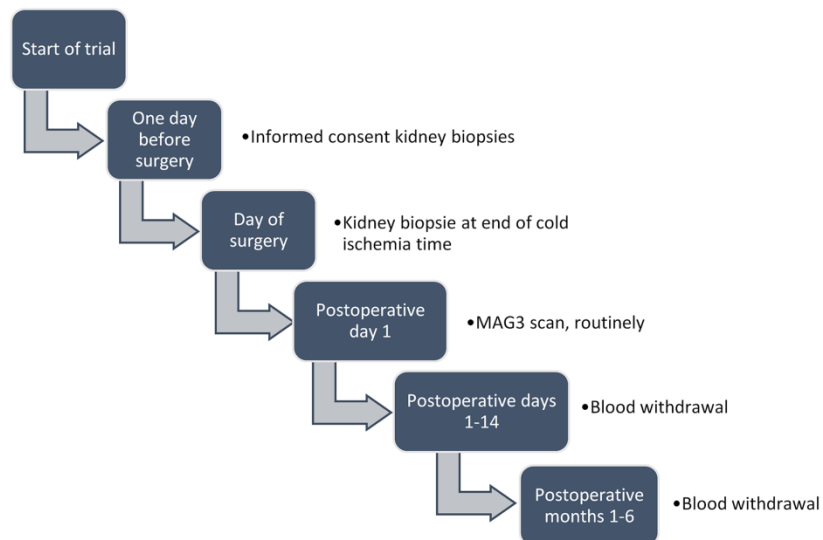 Start of trial
One day
before
surgery
•Informed consent kidney biopsies
Day of
surgery
•Kidney biopsie at end of cold
ischemia time
Postoperative
day 1
•MAG3 scan, routinely
Postoperative days
1-14
•Blood withdrawal
Postoperative
months 1-6
•Blood withdrawal